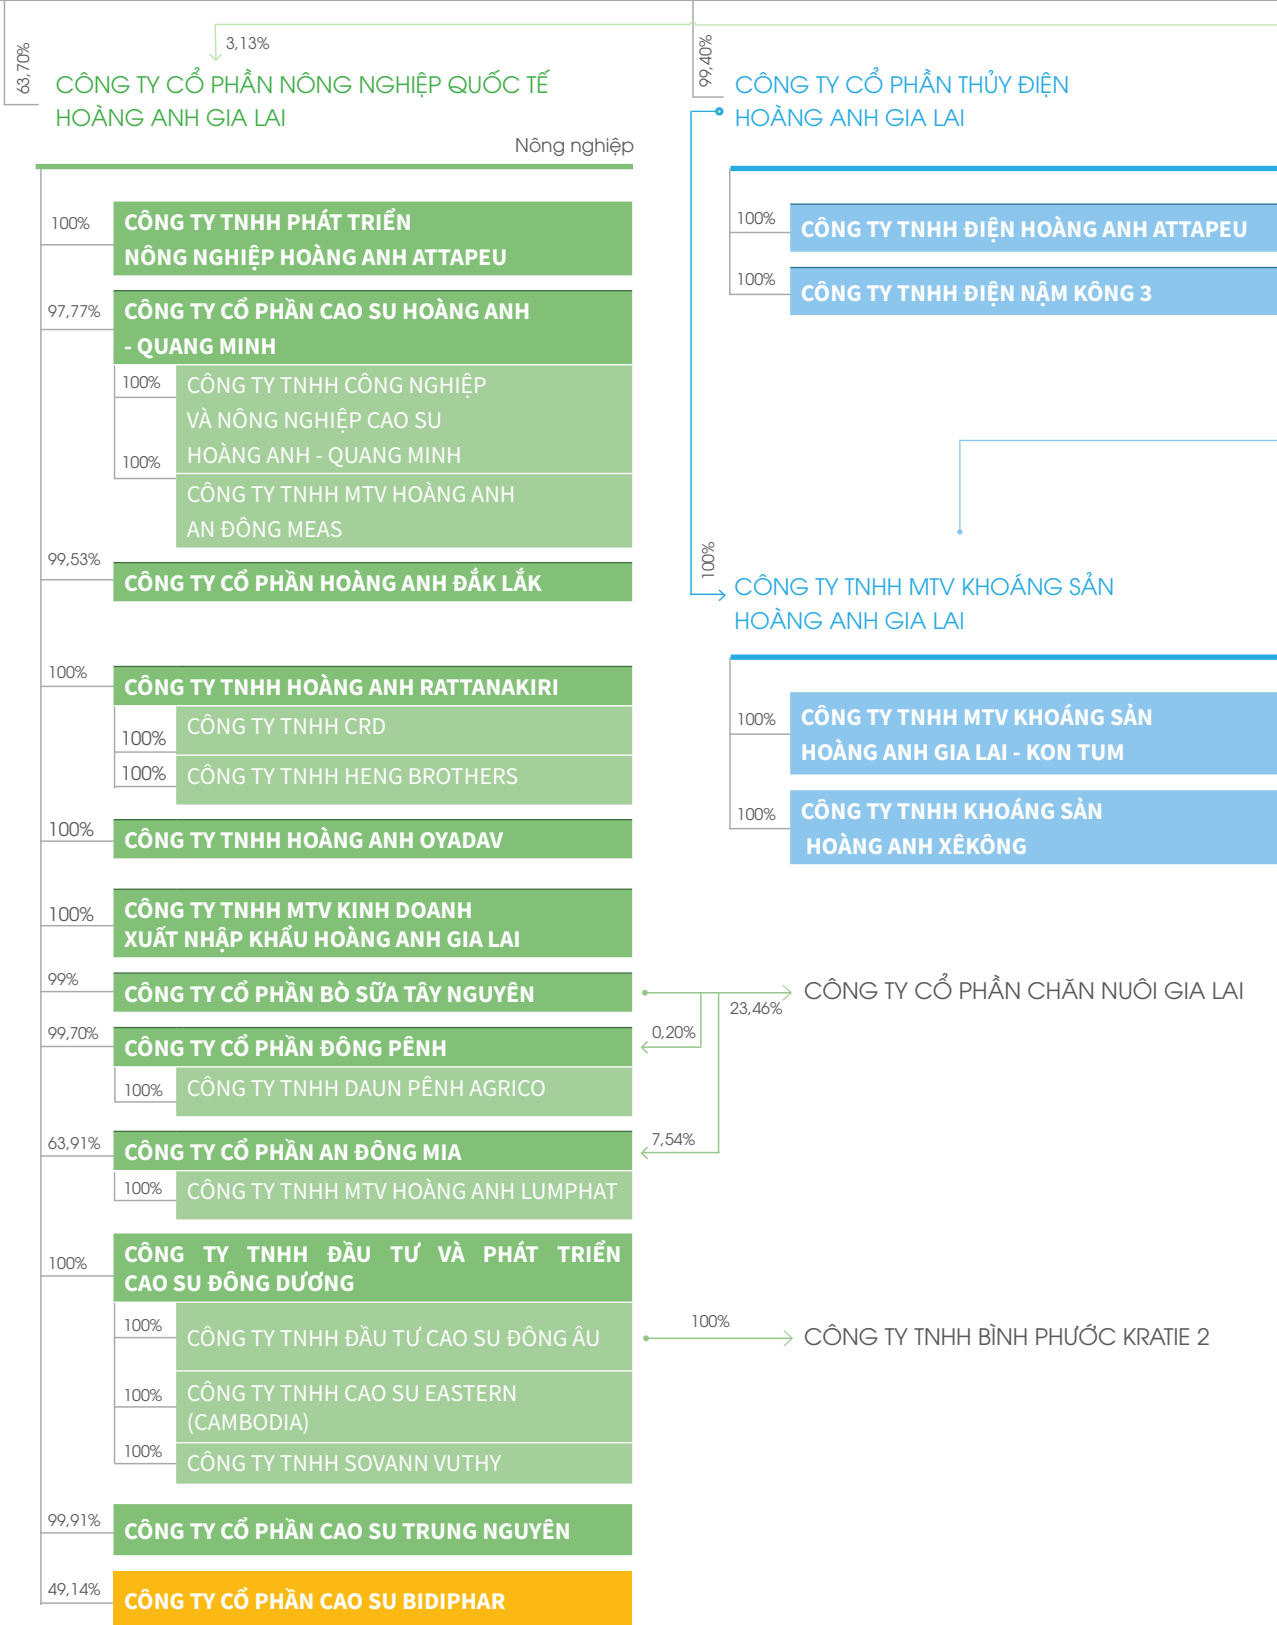 63,70%
3,13%
CÔNG TY CỔ PHẦN NÔNG NGHIỆP QUỐC TẾ
HOÀNG ANH GIA LAI
Nông nghiệp
100%
CÔNG TY TNHH PHÁT TRIỂN
NÔNG NGHIỆP HOÀNG ANH ATTAPEU
97,77%
CÔNG TY CỔ PHẦN CAO SU HOÀNG ANH
- QUANG MINH
100%
CÔNG TY TNHH CÔNG NGHIỆP
VÀ NÔNG NGHIỆP CAO SU
HOÀNG ANH - QUANG MINH
100%
CÔNG TY TNHH MTV HOÀNG ANH
AN ĐÔNG MEAS
99,53%
CÔNG TY CỔ PHẦN HOÀNG ANH ĐẮK LẮK
100%
CÔNG TY TNHH HOÀNG ANH RATTANAKIRI
100%
CÔNG TY TNHH CRD
100%
CÔNG TY TNHH HENG BROTHERS
100%
CÔNG TY TNHH HOÀNG ANH OYADAV
100%
CÔNG TY TNHH MTV KINH DOANH
XUẤT NHẬP KHẨU HOÀNG ANH GIA LAI
99%
CÔNG TY CỔ PHẦN BÒ SỮA TÂY NGUYÊN
23,46%
CÔNG TY CỔ PHẦN CHĂN NUÔI GIA LAI
99,70%
CÔNG TY CỔ PHẦN ĐÔNG PÊNH
0,20%
100%
CÔNG TY TNHH DAUN PÊNH AGRICO
63,91%
CÔNG TY CỔ PHẦN AN ĐÔNG MIA
7,54%
100%
CÔNG TY TNHH MTV HOÀNG ANH LUMPHAT
100%
CÔNG TY TNHH ĐẦU TƯ VÀ PHÁT TRIỂN
CAO SU ĐÔNG DƯƠNG
100%
CÔNG TY TNHH ĐẦU TƯ CAO SU ĐÔNG ÂU
100%
CÔNG TY TNHH BÌNH PHƯỚC KRATIE 2
100%
CÔNG TY TNHH CAO SU EASTERN
(CAMBODIA)
100%
CÔNG TY TNHH SOVANN VUTHY
99,91%
CÔNG TY CỔ PHẦN CAO SU TRUNG NGUYÊN
49,14%
CÔNG TY CỔ PHẦN CAO SU BIDIPHAR
99,40%
CÔNG TY CỔ PHẦN THỦY ĐIỆN
HOÀNG ANH GIA LAI
100%
CÔNG TY TNHH ĐIỆN HOÀNG ANH ATTAPEU
100%
CÔNG TY TNHH ĐIỆN NẬM KÔNG 3
100%
CÔNG TY TNHH MTV KHOÁNG SẢN
HOÀNG ANH GIA LAI
100%
CÔNG TY TNHH MTV KHOÁNG SẢN
HOÀNG ANH GIA LAI - KON TUM
100%
CÔNG TY TNHH KHOÁNG SẢN
HOÀNG ANH XÊKÔNG